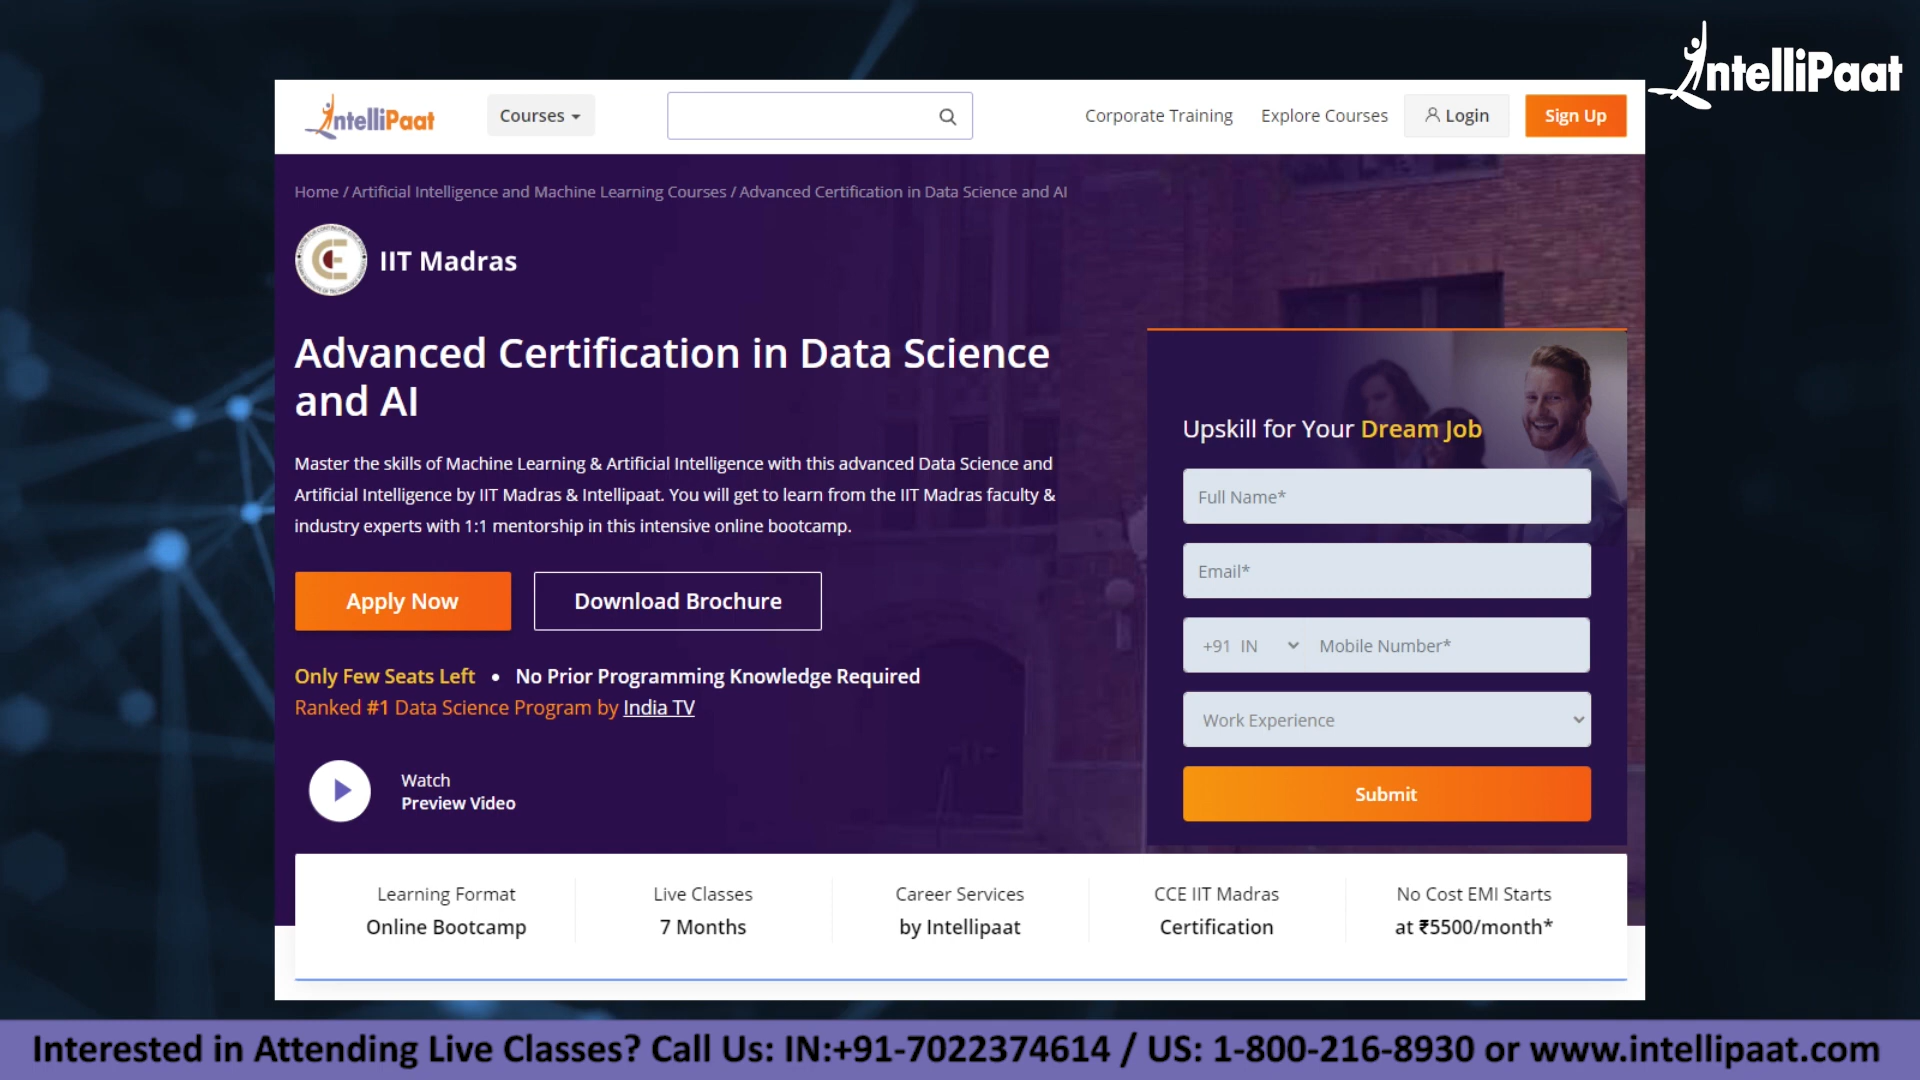 IntelliPaat
IntelliPaat
Courses
Corporate Training
Explore Courses
Login
Sign Up
Home / Artificial Intelligence and Machine Learning Courses / Advanced Certification in Data Science and AI
IIT Madras
Advanced Certification in Data Science
and AI
Master the skills of Machine Learning & Artificial Intelligence with this advanced Data Science and
Artificial Intelligence by IIT Madras & Intellipaat. You will get to learn from the IIT Madras faculty &
industry experts with 1:1 mentorship in this intensive online bootcamp.
Apply Now
Download Brochure
Only Few Seats Left • No Prior Programming Knowledge Required
Ranked #1 Data Science Program by India TV
Watch
Preview Video
Upskill for Your Dream Job
Full Name*
Email*
+91 IN
Mobile Number*
Work Experience
Submit
Learning Format
Online Bootcamp
Live Classes
7 Months
Career Services
by Intellipaat
CCE IIT Madras
Certification
No Cost EMI Starts
at ₹5500/month*
Interested in Attending Live Classes? Call Us: IN:+91-7022374614 / US: 1-800-216-8930 or www.intellipaat.com